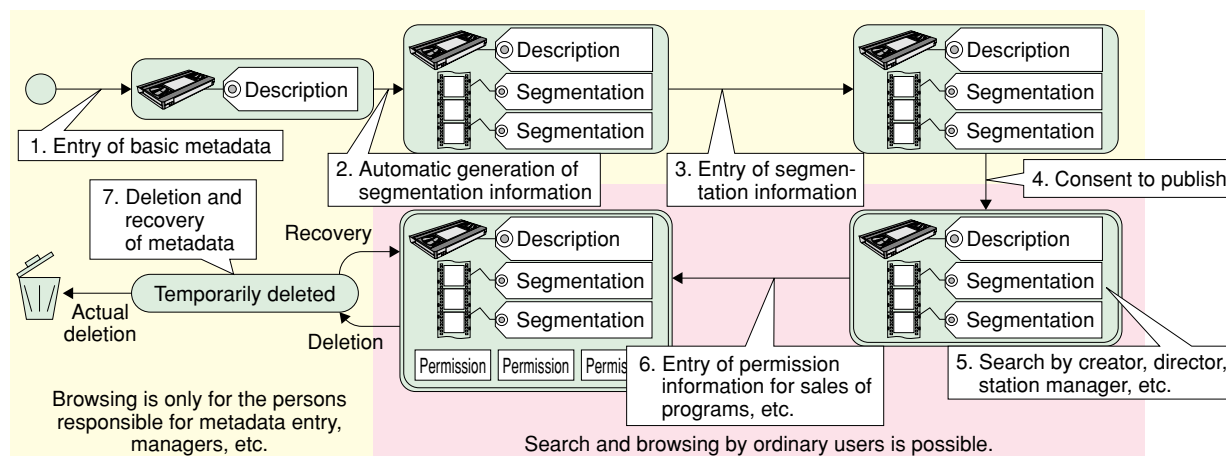 Description
1. Entry of basic metadata
Description
Segmentation
Segmentation
2. Automatic generation of
segmentation information
3. Entry of segmen-
tation information
Description
Segmentation
Segmentation
4. Consent to publish
Description
Segmentation
Segmentation
5. Search by creator, director,
station manager, etc.
6. Entry of permission
information for sales of
programs, etc.
Description
Segmentation
Segmentation
Permission
Permission
Permis
7. Deletion and
recovery
of metadata
Recovery
Deletion
Temporarily deleted
Actual
deletion
Browsing is only for the persons
responsible for metadata entry,
managers, etc.
Search and browsing by ordinary users is possible.